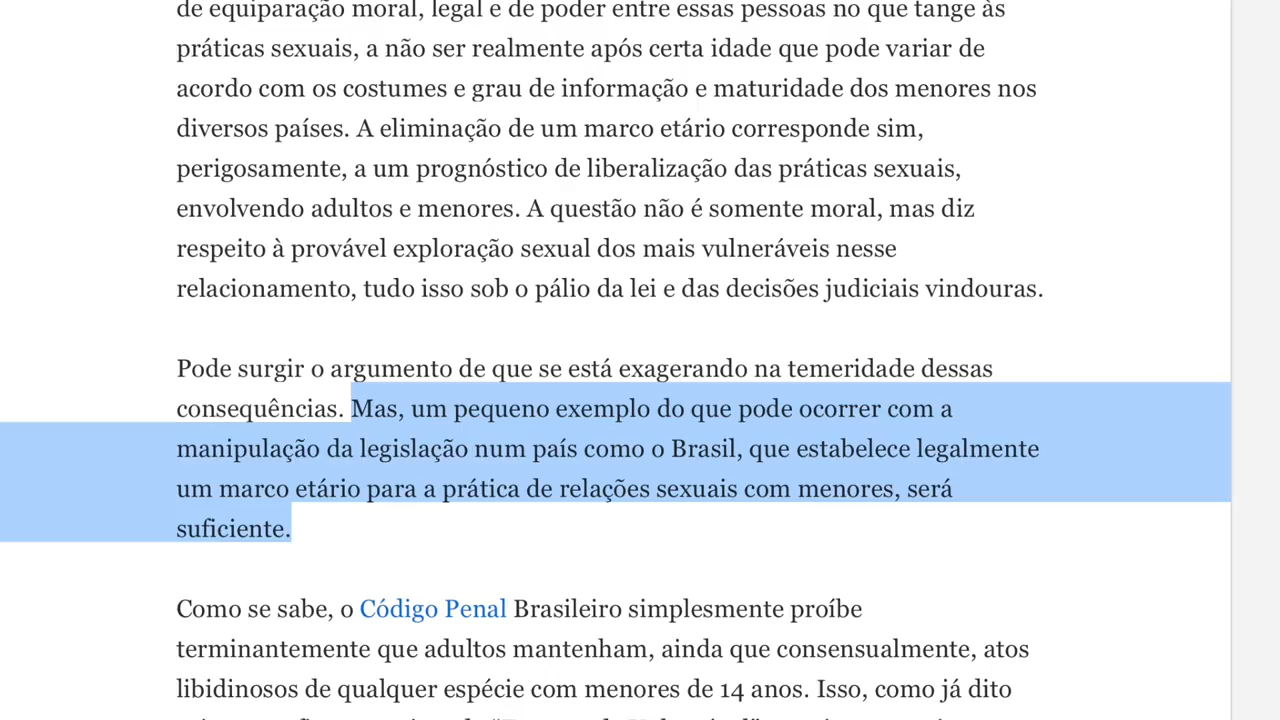 de equiparação moral, legal e de poder entre essas pessoas no que tange às
práticas sexuais, a não ser realmente após certa idade que pode variar de
acordo com os costumes e grau de informação e maturidade dos menores nos
diversos países. A eliminação de um marco etário corresponde sim,
perigosamente, a um prognóstico de liberalização das práticas sexuais,
envolvendo adultos e menores. A questão não é somente moral, mas diz
respeito à provável exploração sexual dos mais vulneráveis nesse
relacionamento, tudo isso sob o pálio da lei e das decisões judiciais vindouras.
Pode surgir o argumento de que se está exagerando na temeridade dessas
consequências. Mas, um pequeno exemplo do que pode ocorrer com a
manipulação da legislação num país como o Brasil, que estabelece legalmente
um marco etário para a prática de relações sexuais com menores, será
suficiente.
Como se sabe, o Código Penal Brasileiro simplesmente proíbe
terminantemente que adultos mantenham, ainda que consensualmente, atos
libidinosos de qualquer espécie com menores de 14 anos. Isso, como já dito